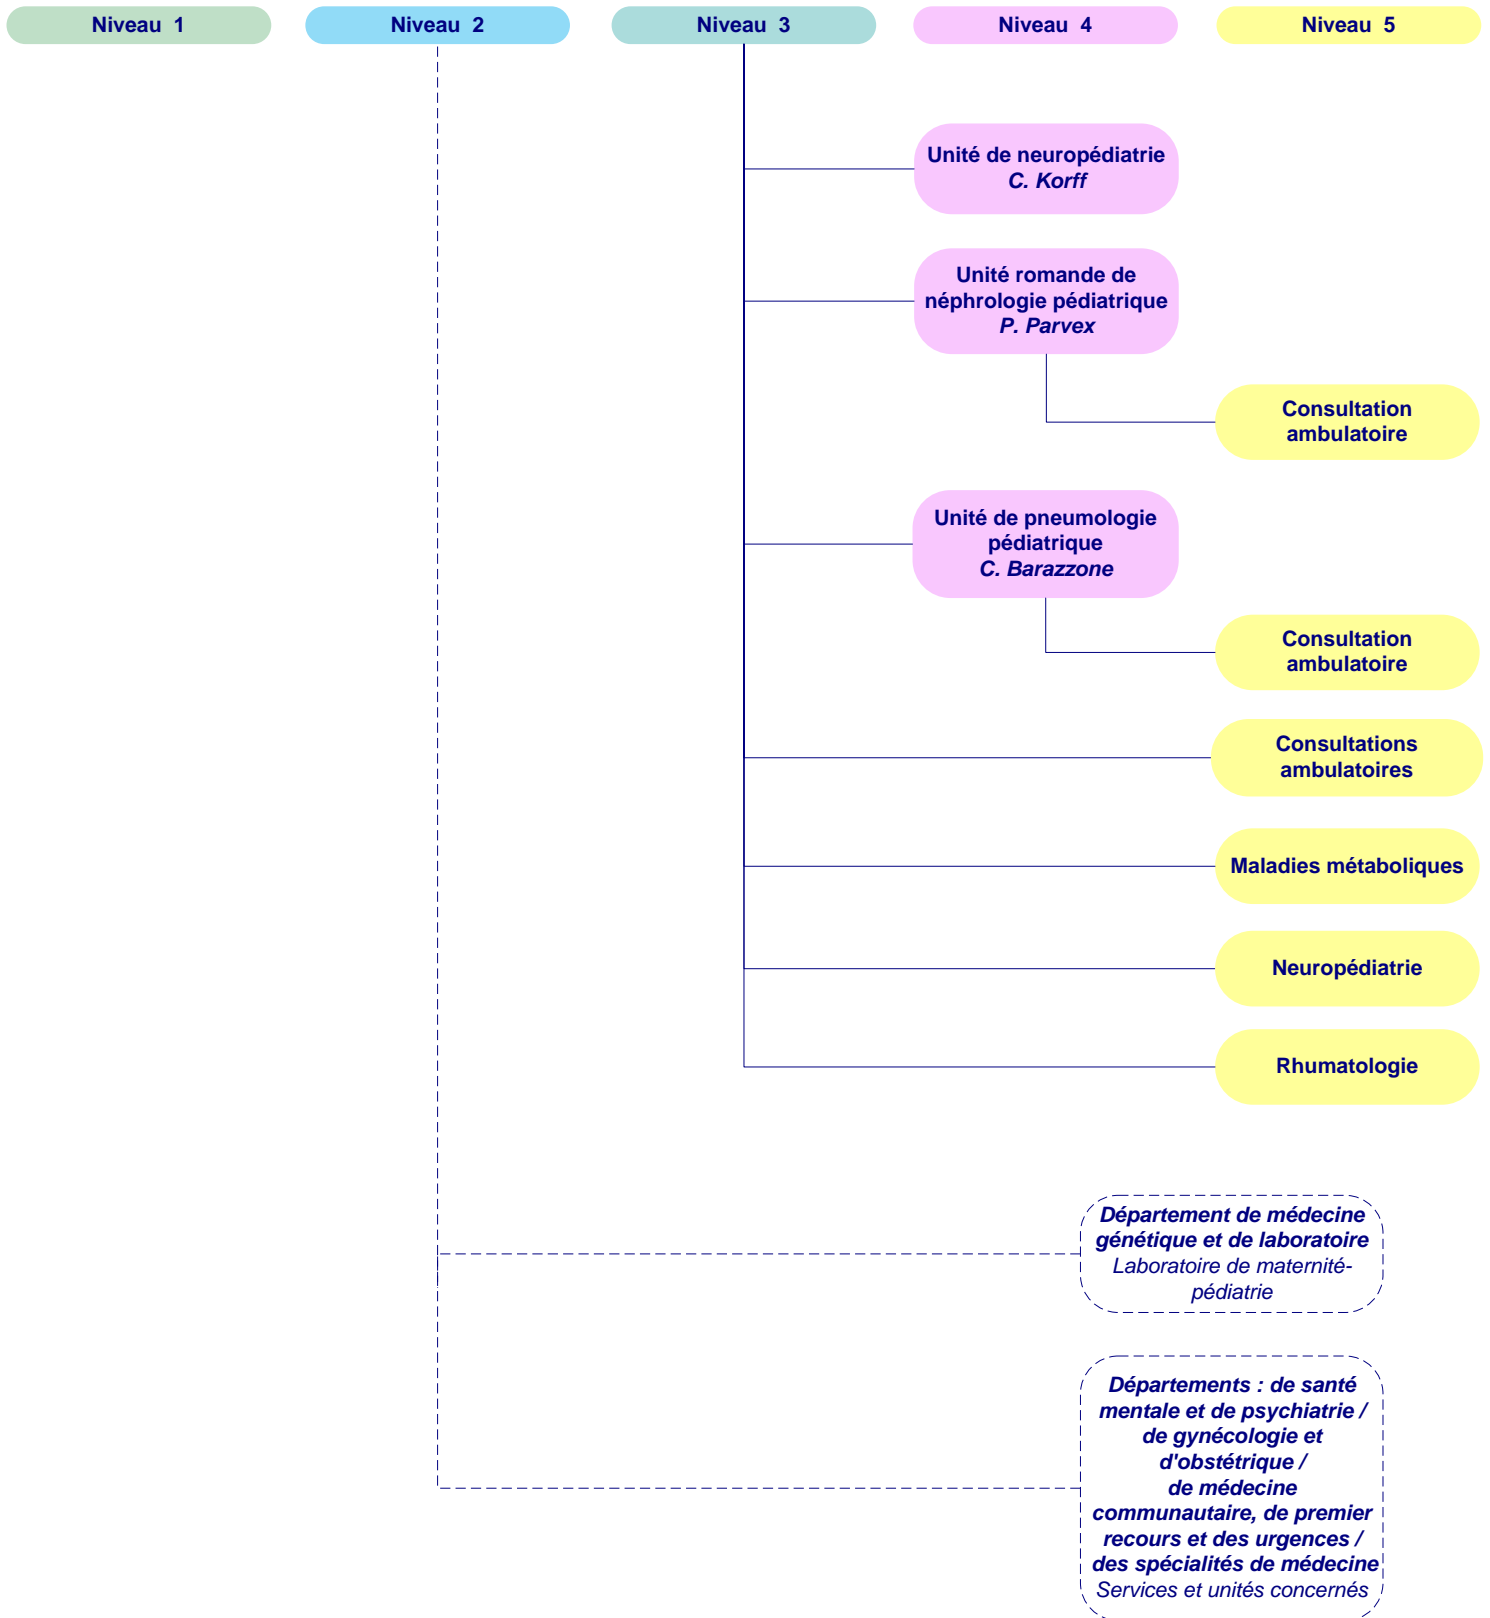 Niveau 1
Niveau 2
Niveau 3
Niveau 4
Niveau 5
Unité de neuropédiatrie
C. Korff
Unité romande de
néphrologie pédiatrique
P. Parvex
Consultation
ambulatoire
Unité de pneumologie
pédiatrique
C. Barazzone
Consultation
ambulatoire
Consultations
ambulatoires
Maladies métaboliques
Neuropédiatrie
Rhumatologie
Département de médecine
génétique et de laboratoire
Laboratoire de maternité-
pédiatrie
Départements : de santé
mentale et de psychiatrie /
de gynécologie et
d'obstétrique /
de médecine
communautaire, de premier
recours et des urgences /
des spécialités de médecine
Services et unités concernés